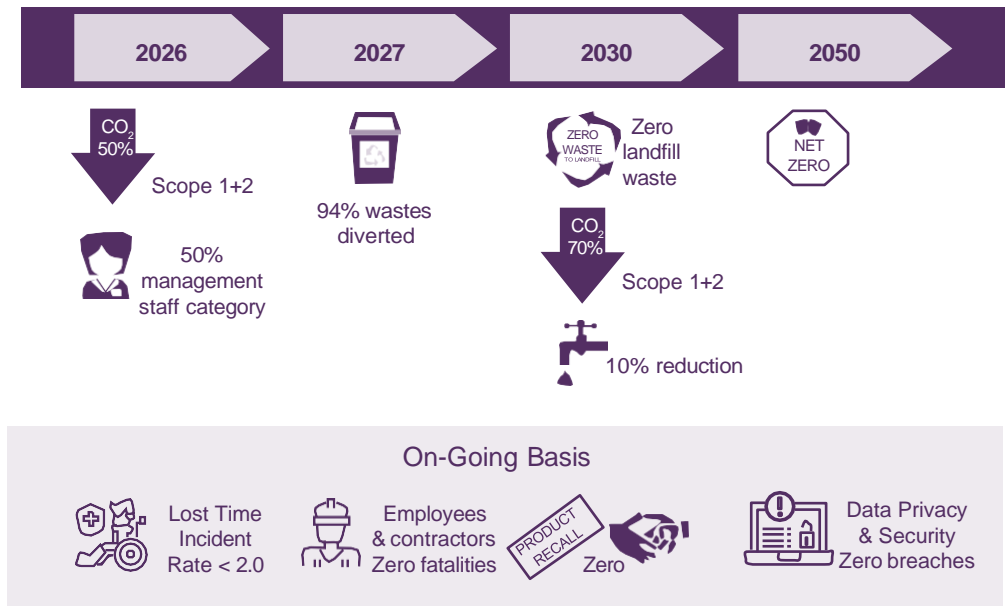 2026
2027
2030
2050
CO2
50%
Scope 1+2
50%
management
staff category
94% wastes
diverted
ZERO
WASTE
TO LANDFILL
Zero
landfill
waste
CO2
70%
Scope 1+2
10% reduction
NET
ZERO
On-Going Basis
Lost Time
Incident
Rate < 2.0
Employees
& contractors
Zero fatalities
PRODUCT
RECALL
Zero
Data Privacy
& Security
Zero breaches